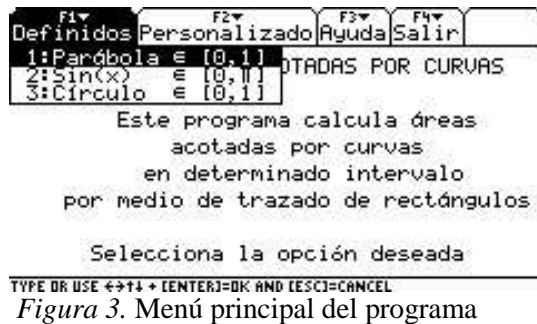 F1 F2 F3 F4
Definidos Personalizado Ayuda Salir
1:Parábola ∈ [0,1]
2:Sin(x) ∈ [0,π]
3:Círculo ∈ [0,1]
OTADAS POR CURVAS
Este programa calcula áreas
acotadas por curvas
en determinado intervalo
por medio de trazado de rectángulos
Selecciona la opción deseada
TYPE OR USE ←→↑↓ + [ENTER]=OK AND [ESC]=CANCEL
Figura 3. Menú principal del programa